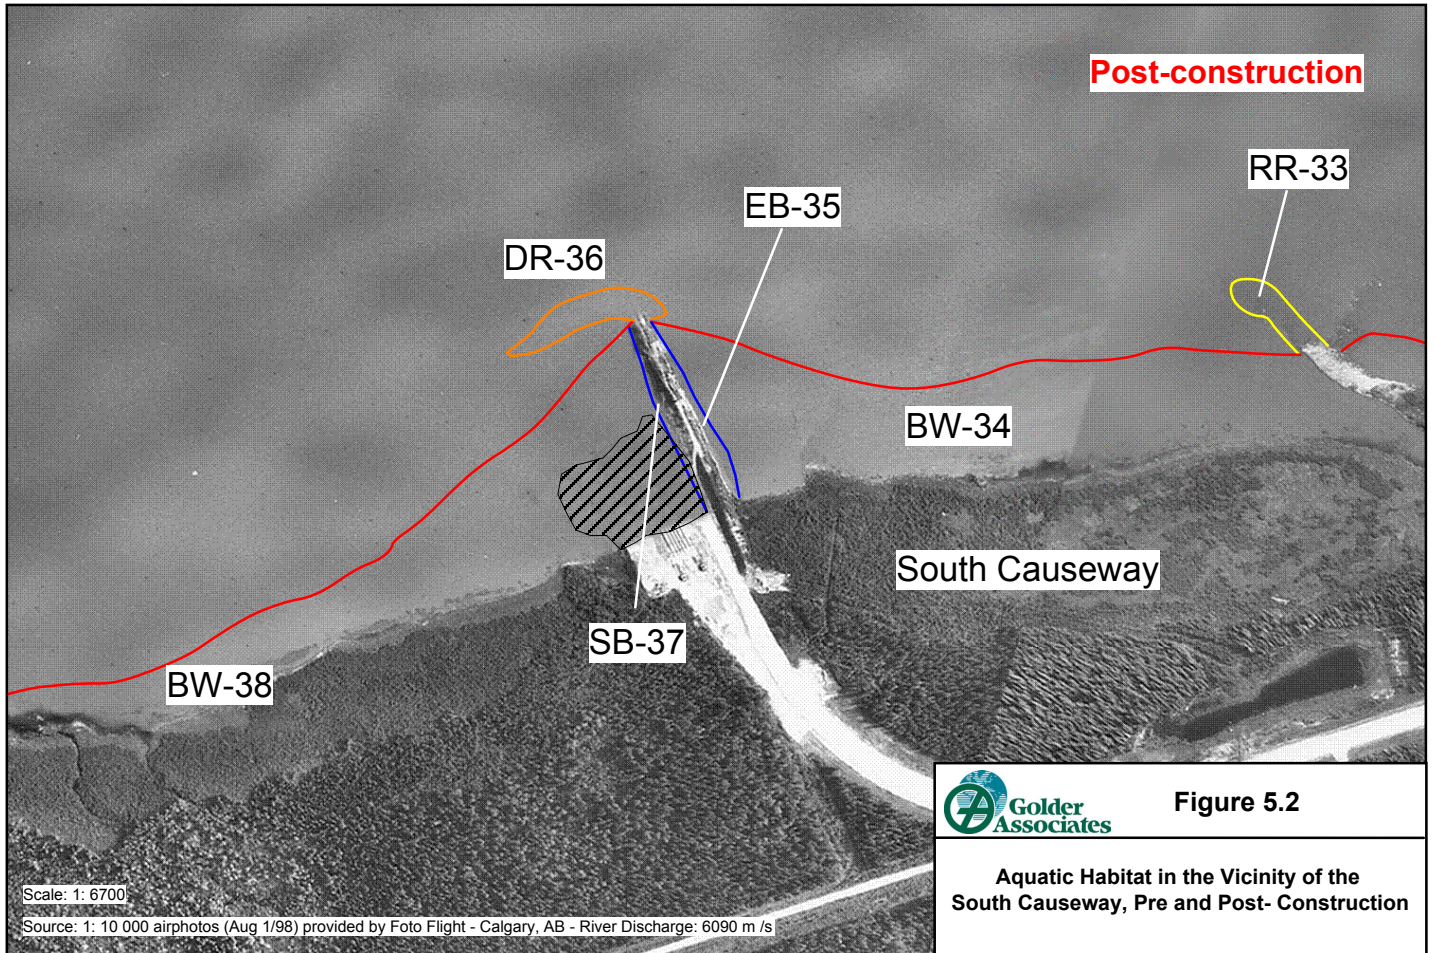 Post-construction
RR-33
EB-35
DR-36
BW-34
South Causeway
SB-37
BW-38
Golder
Associates
Figure 5.2
Aquatic Habitat in the Vicinity of the
South Causeway, Pre and Post- Construction
Scale: 1: 6700
Source: 1: 10 000 airphotos (Aug 1/98) provided by Foto Flight - Calgary, AB - River Discharge: 6090 m /s